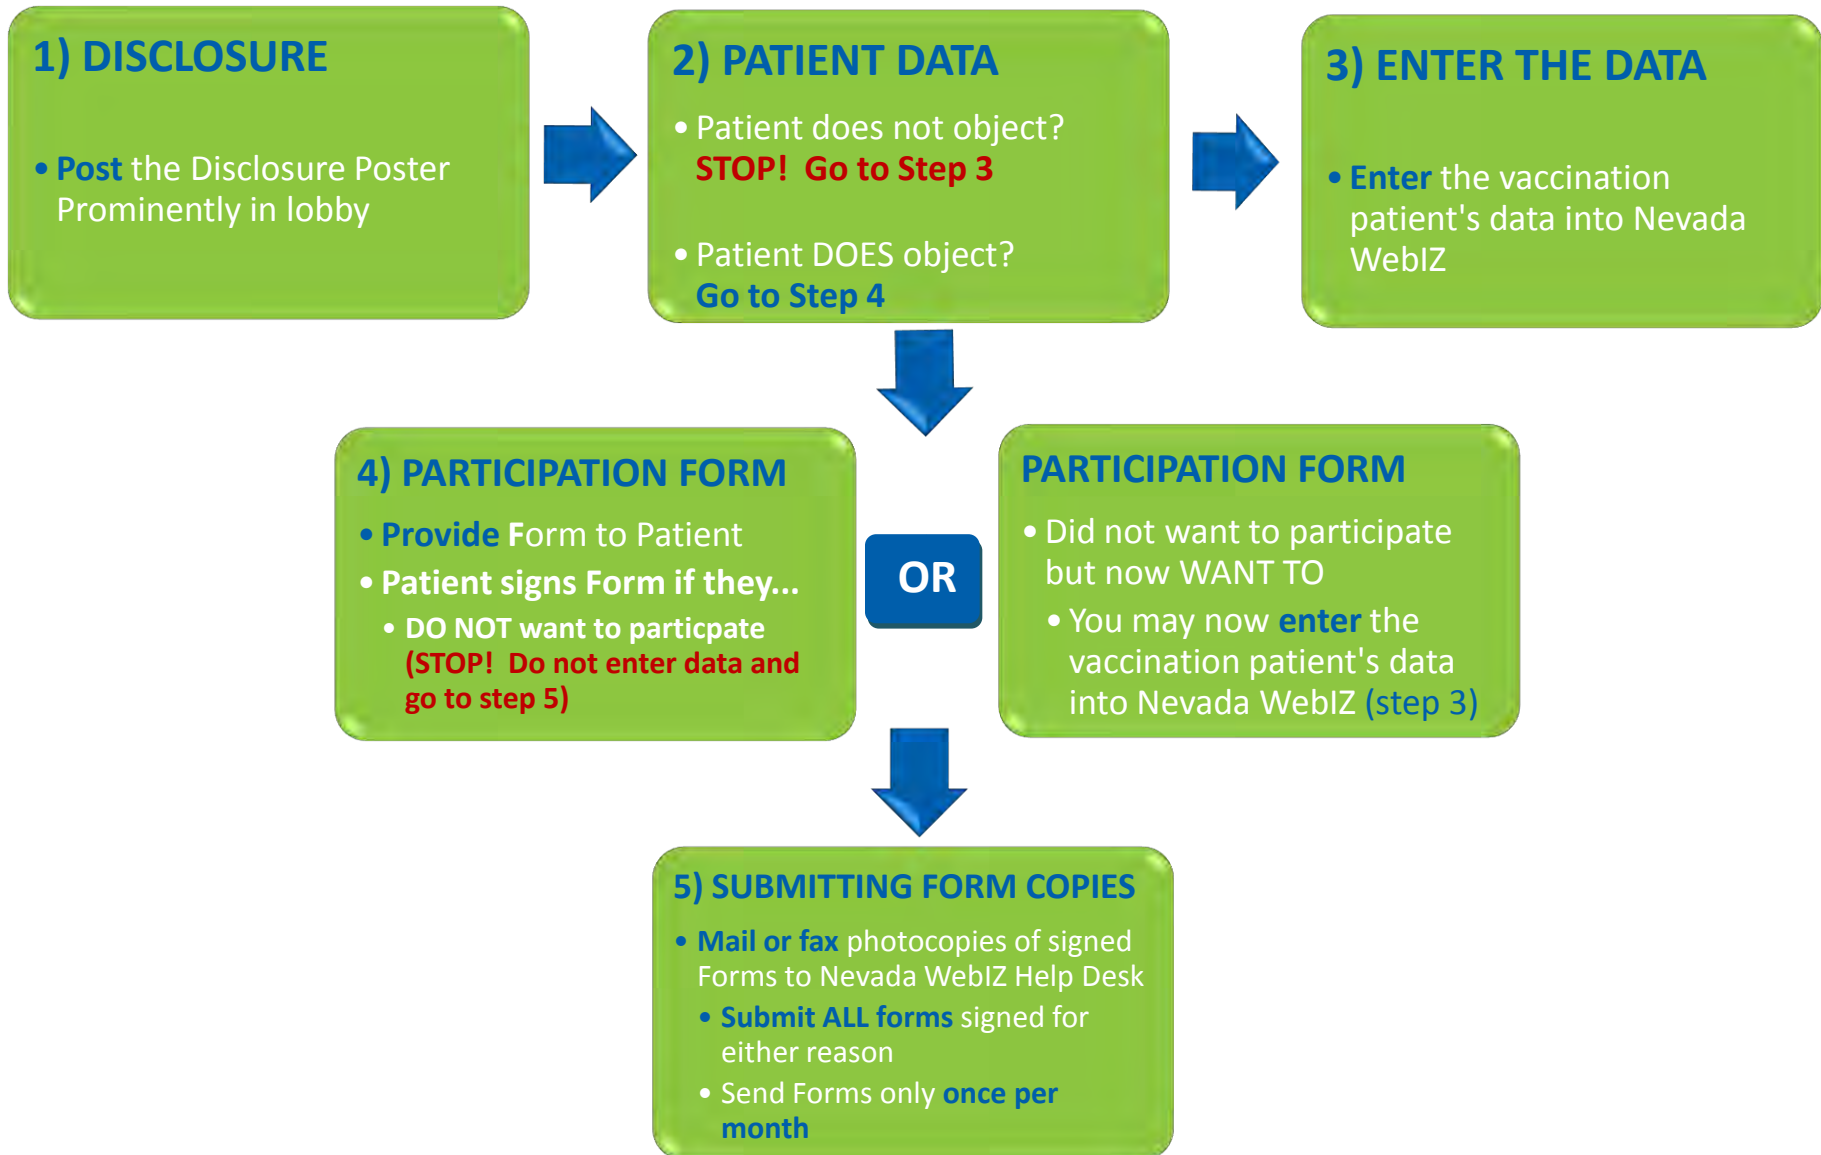 1) DISCLOSURE
• Post the Disclosure Poster
Prominently in lobby
2) PATIENT DATA
• Patient does not object?
STOP!  Go to Step 3
• Patient DOES object?
Go to Step 4
3) ENTER THE DATA
• Enter the vaccination
patient's data into Nevada
WebIZ
4) PARTICIPATION FORM
• Provide Form to Patient
• Patient signs Form if they...
• DO NOT want to particpate
(STOP!  Do not enter data and
go to step 5)
OR
PARTICIPATION FORM
• Did not want to participate
but now WANT TO
• You may now enter the
vaccination patient's data
into Nevada WebIZ (step 3)
5) SUBMITTING FORM COPIES
• Mail or fax photocopies of signed
Forms to Nevada WebIZ Help Desk
• Submit ALL forms signed for
either reason
• Send Forms only once per
month